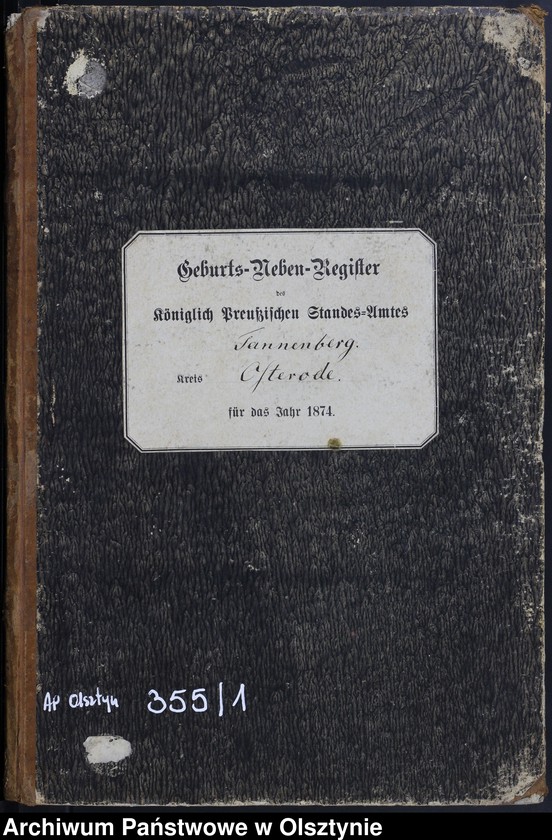 Geburts-Neben-Register
des
Königlich Preußischen Standes-Amtes
Tannenberg.
Kreis Osterode.
für das Jahr 1874.
AP Olsztyn 355/1
Archiwum Państwowe w Olsztynie